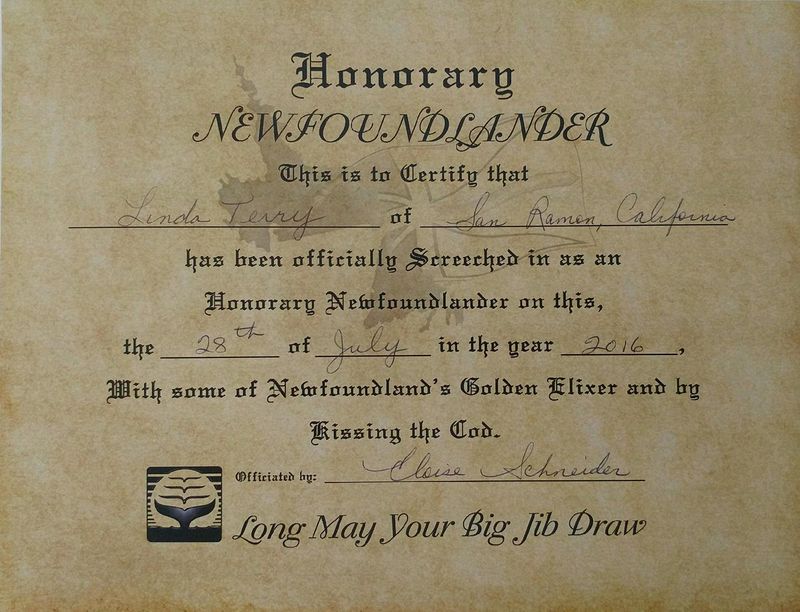 Honorary
NEWFOUNDLANDER
This is to Certify that
Linda Terry of San Ramon, California
has been officially Screeched in as an
Honorary Newfoundlander on this,
the 28th of July in the year 2016,
With some of Newfoundland's Golden Elixer and by
Kissing the Cod.
Officiated by: Eloise Schneider
Long May Your Big Jib Draw